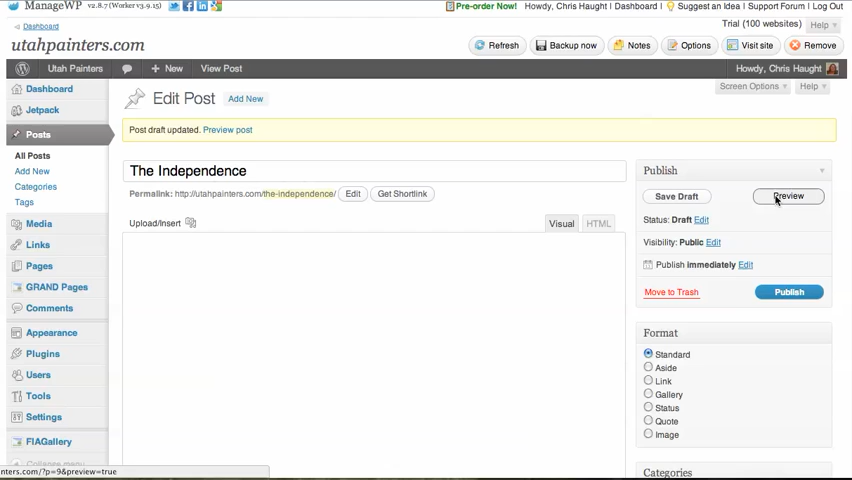 ManageWP v2.8.7 (Worker v3.9.15) Pre-order Now! Howdy, Chris Haught | Dashboard | Suggest an Idea | Support Forum | Logout
Dashboard Trial (100 websites) Help
utahpainters.com Refresh Backup now Notes Options Visit site Remove
Utah Painters + New View Post Howdy, Chris Haught
Dashboard Edit Post Add New Screen Options Help
Jetpack
Post draft updated. Preview post
Posts
All Posts
Add New
Categories
Tags
Media
Links
Pages
GRAND Pages
Comments
Appearance
Plugins
Users
Tools
Settings
FIAGallery
Collapse menu
The Independence
Permalink: http://utahpainters.com/the-independence/ Edit Get Shortlink
Upload/Insert Visual HTML
Publish
Save Draft Preview
Status: Draft Edit
Visibility: Public Edit
Publish immediately Edit
Move to Trash Publish
Format
Standard
Aside
Link
Gallery
Status
Quote
Image
Categories
nters.com/?p=9&preview=true